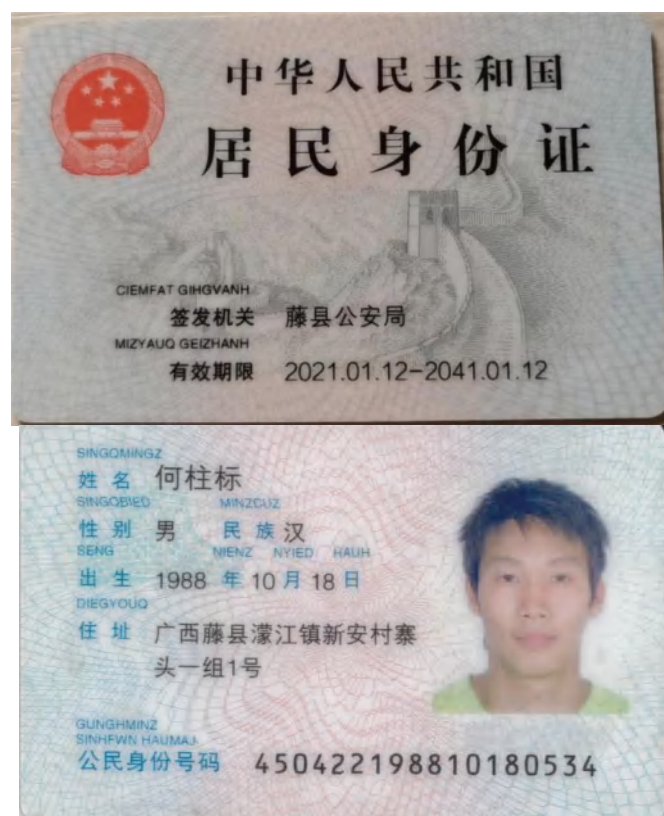 中华人民共和国
居民身份证
CIEMFAT GIHGVANH
签发机关 藤县公安局
MIZYAUQ GEIZHANH
有效期限 2021.01.12-2041.01.12
SINGQMINGZ
姓名 何柱标
SINGQBIED MINZCUZ
性别 男 民族 汉
SENG NIENZ NYIED HAUH
出生 1988 年 10 月 18 日
DIEGYOUQ
住址 广西藤县濛江镇新安村寨
头一组1号
GUNGHMINZ
SINHFWN HAUMAJ
公民身份号码 450422198810180534